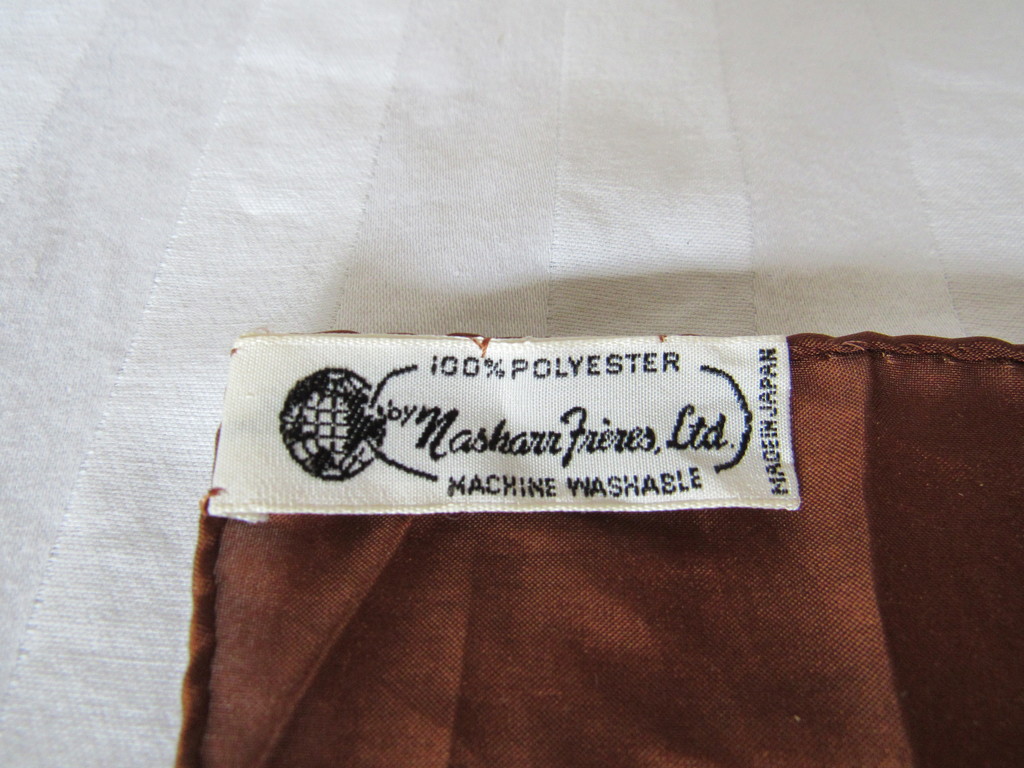 100% POLYESTER
by Nasharr Frères, Ltd.
MACHINE WASHABLE
MADE IN JAPAN